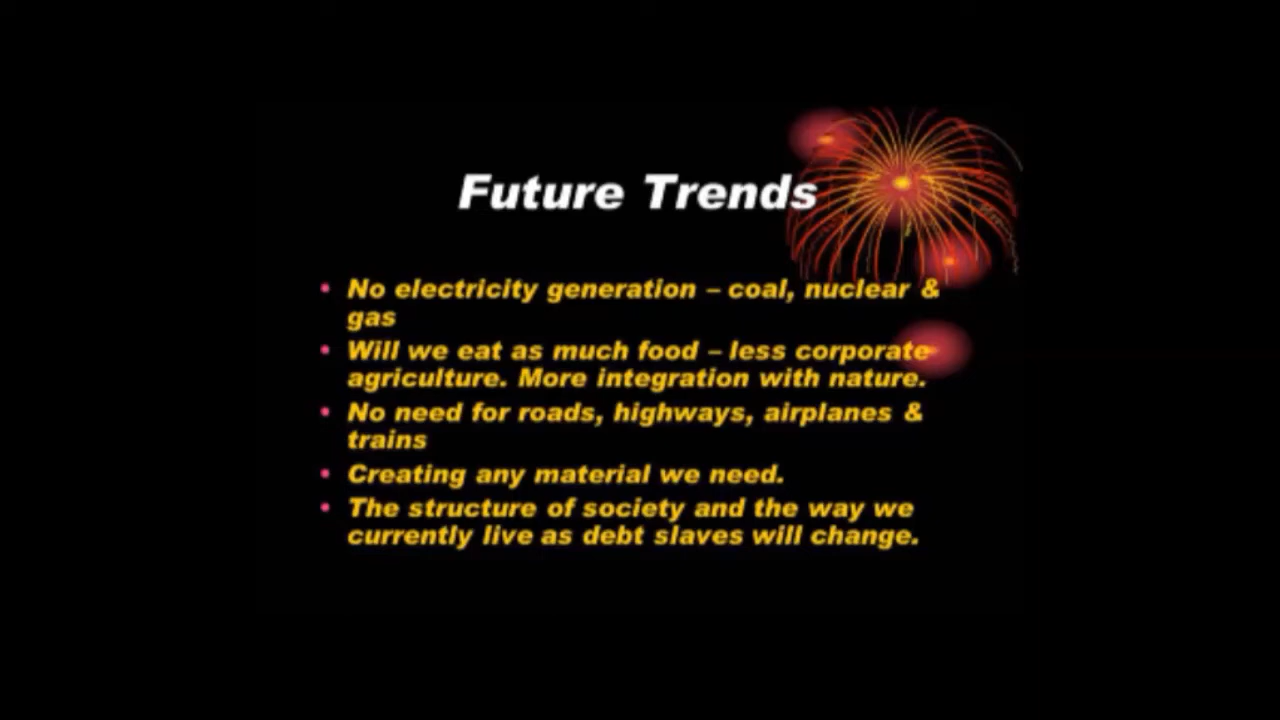 Future Trends
• No electricity generation – coal, nuclear &
gas
• Will we eat as much food – less corporate
agriculture. More integration with nature.
• No need for roads, highways, airplanes &
trains
• Creating any material we need.
• The structure of society and the way we
currently live as debt slaves will change.